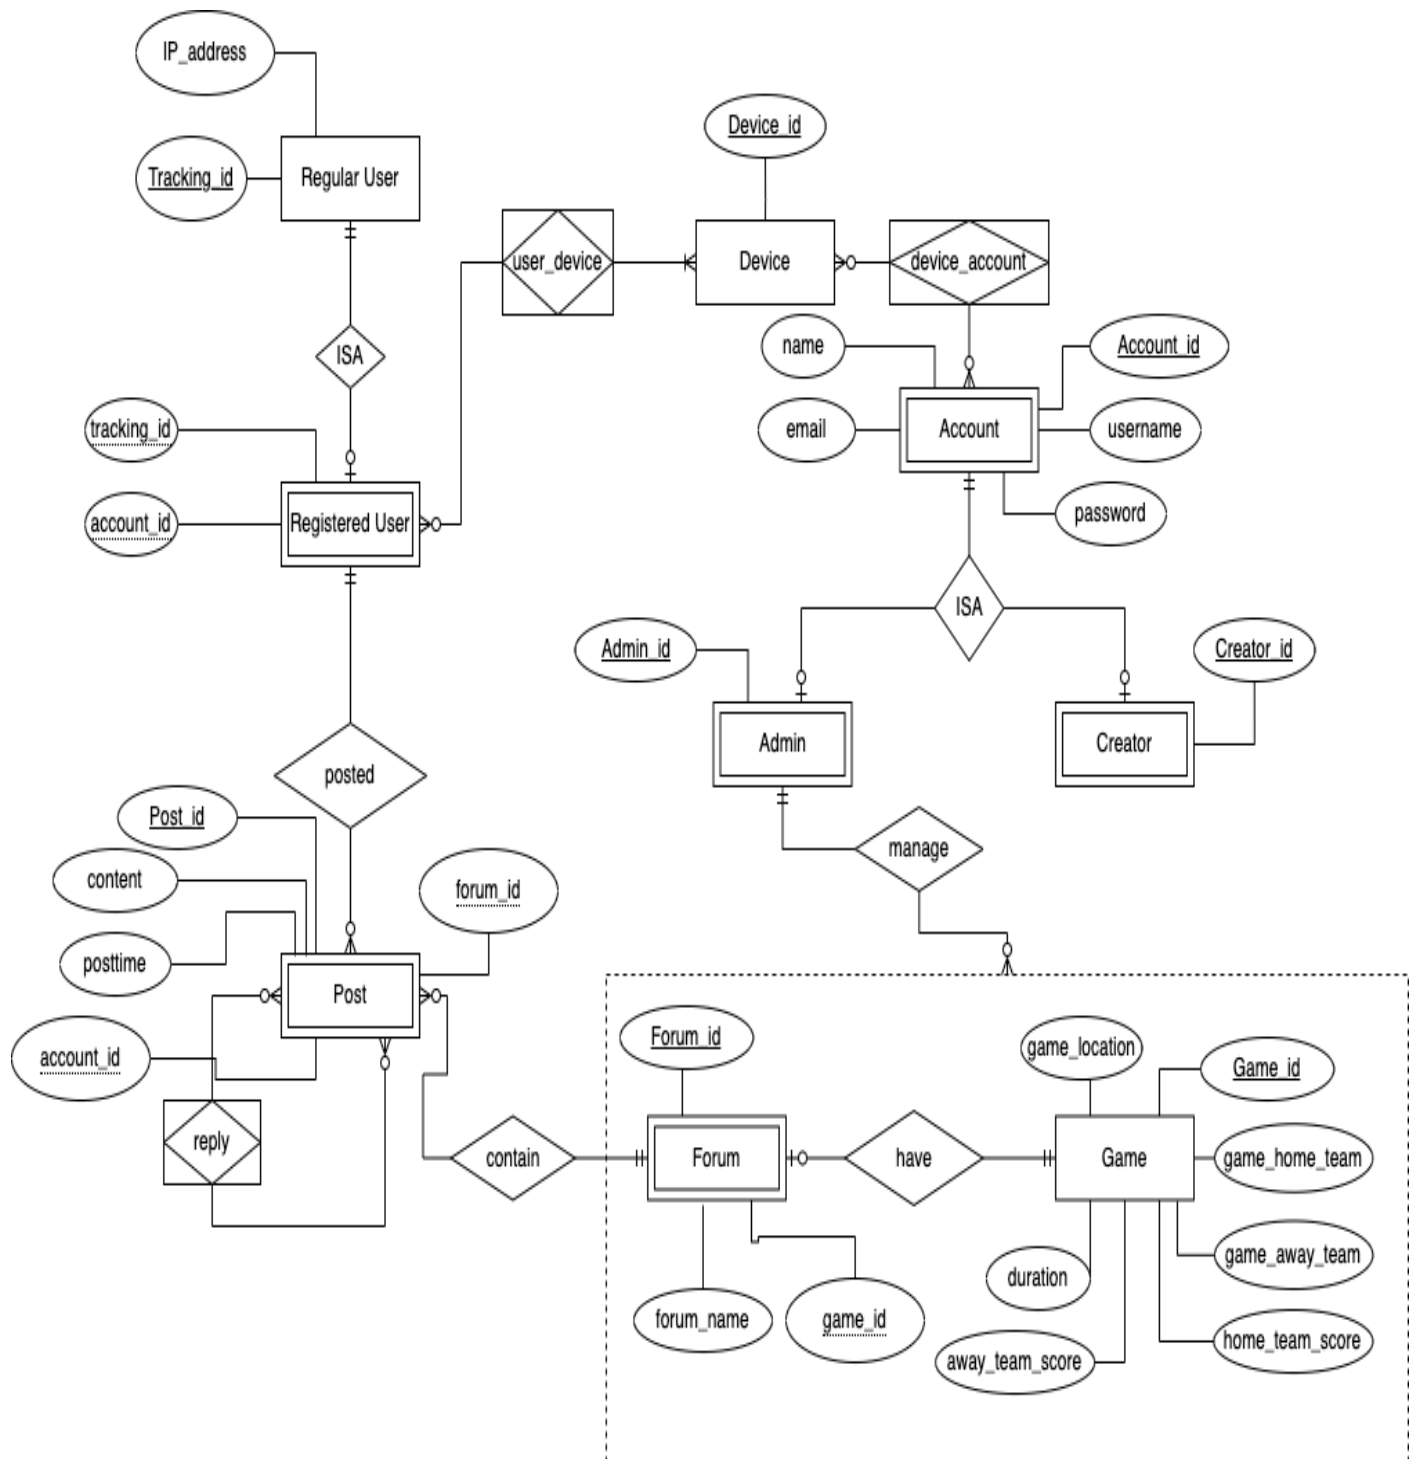 IP_address
Tracking_id
Regular User
Device_id
user_device
Device
device_account
ISA
name
Account_id
tracking_id
email
Account
username
account_id
Registered User
password
ISA
Admin_id
Creator_id
Admin
Creator
posted
Post_id
content
forum_id
manage
posttime
Post
account_id
Forum_id
game_location
Game_id
reply
contain
Forum
have
Game
game_home_team
game_away_team
duration
forum_name
game_id
home_team_score
away_team_score